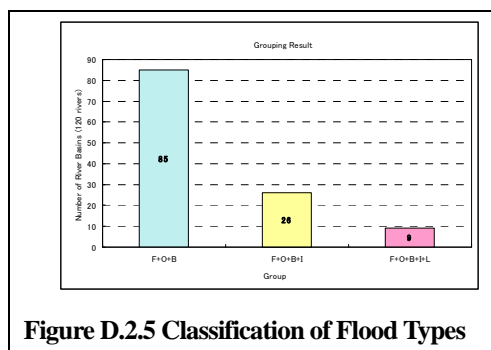 Grouping Result
Number of River Basins (120 rivers)
90
80
70
60
50
40
30
20
10
0
85
26
9
F+O+B
F+O+B+I
F+O+B+I+L
Group
Figure D.2.5 Classification of Flood Types